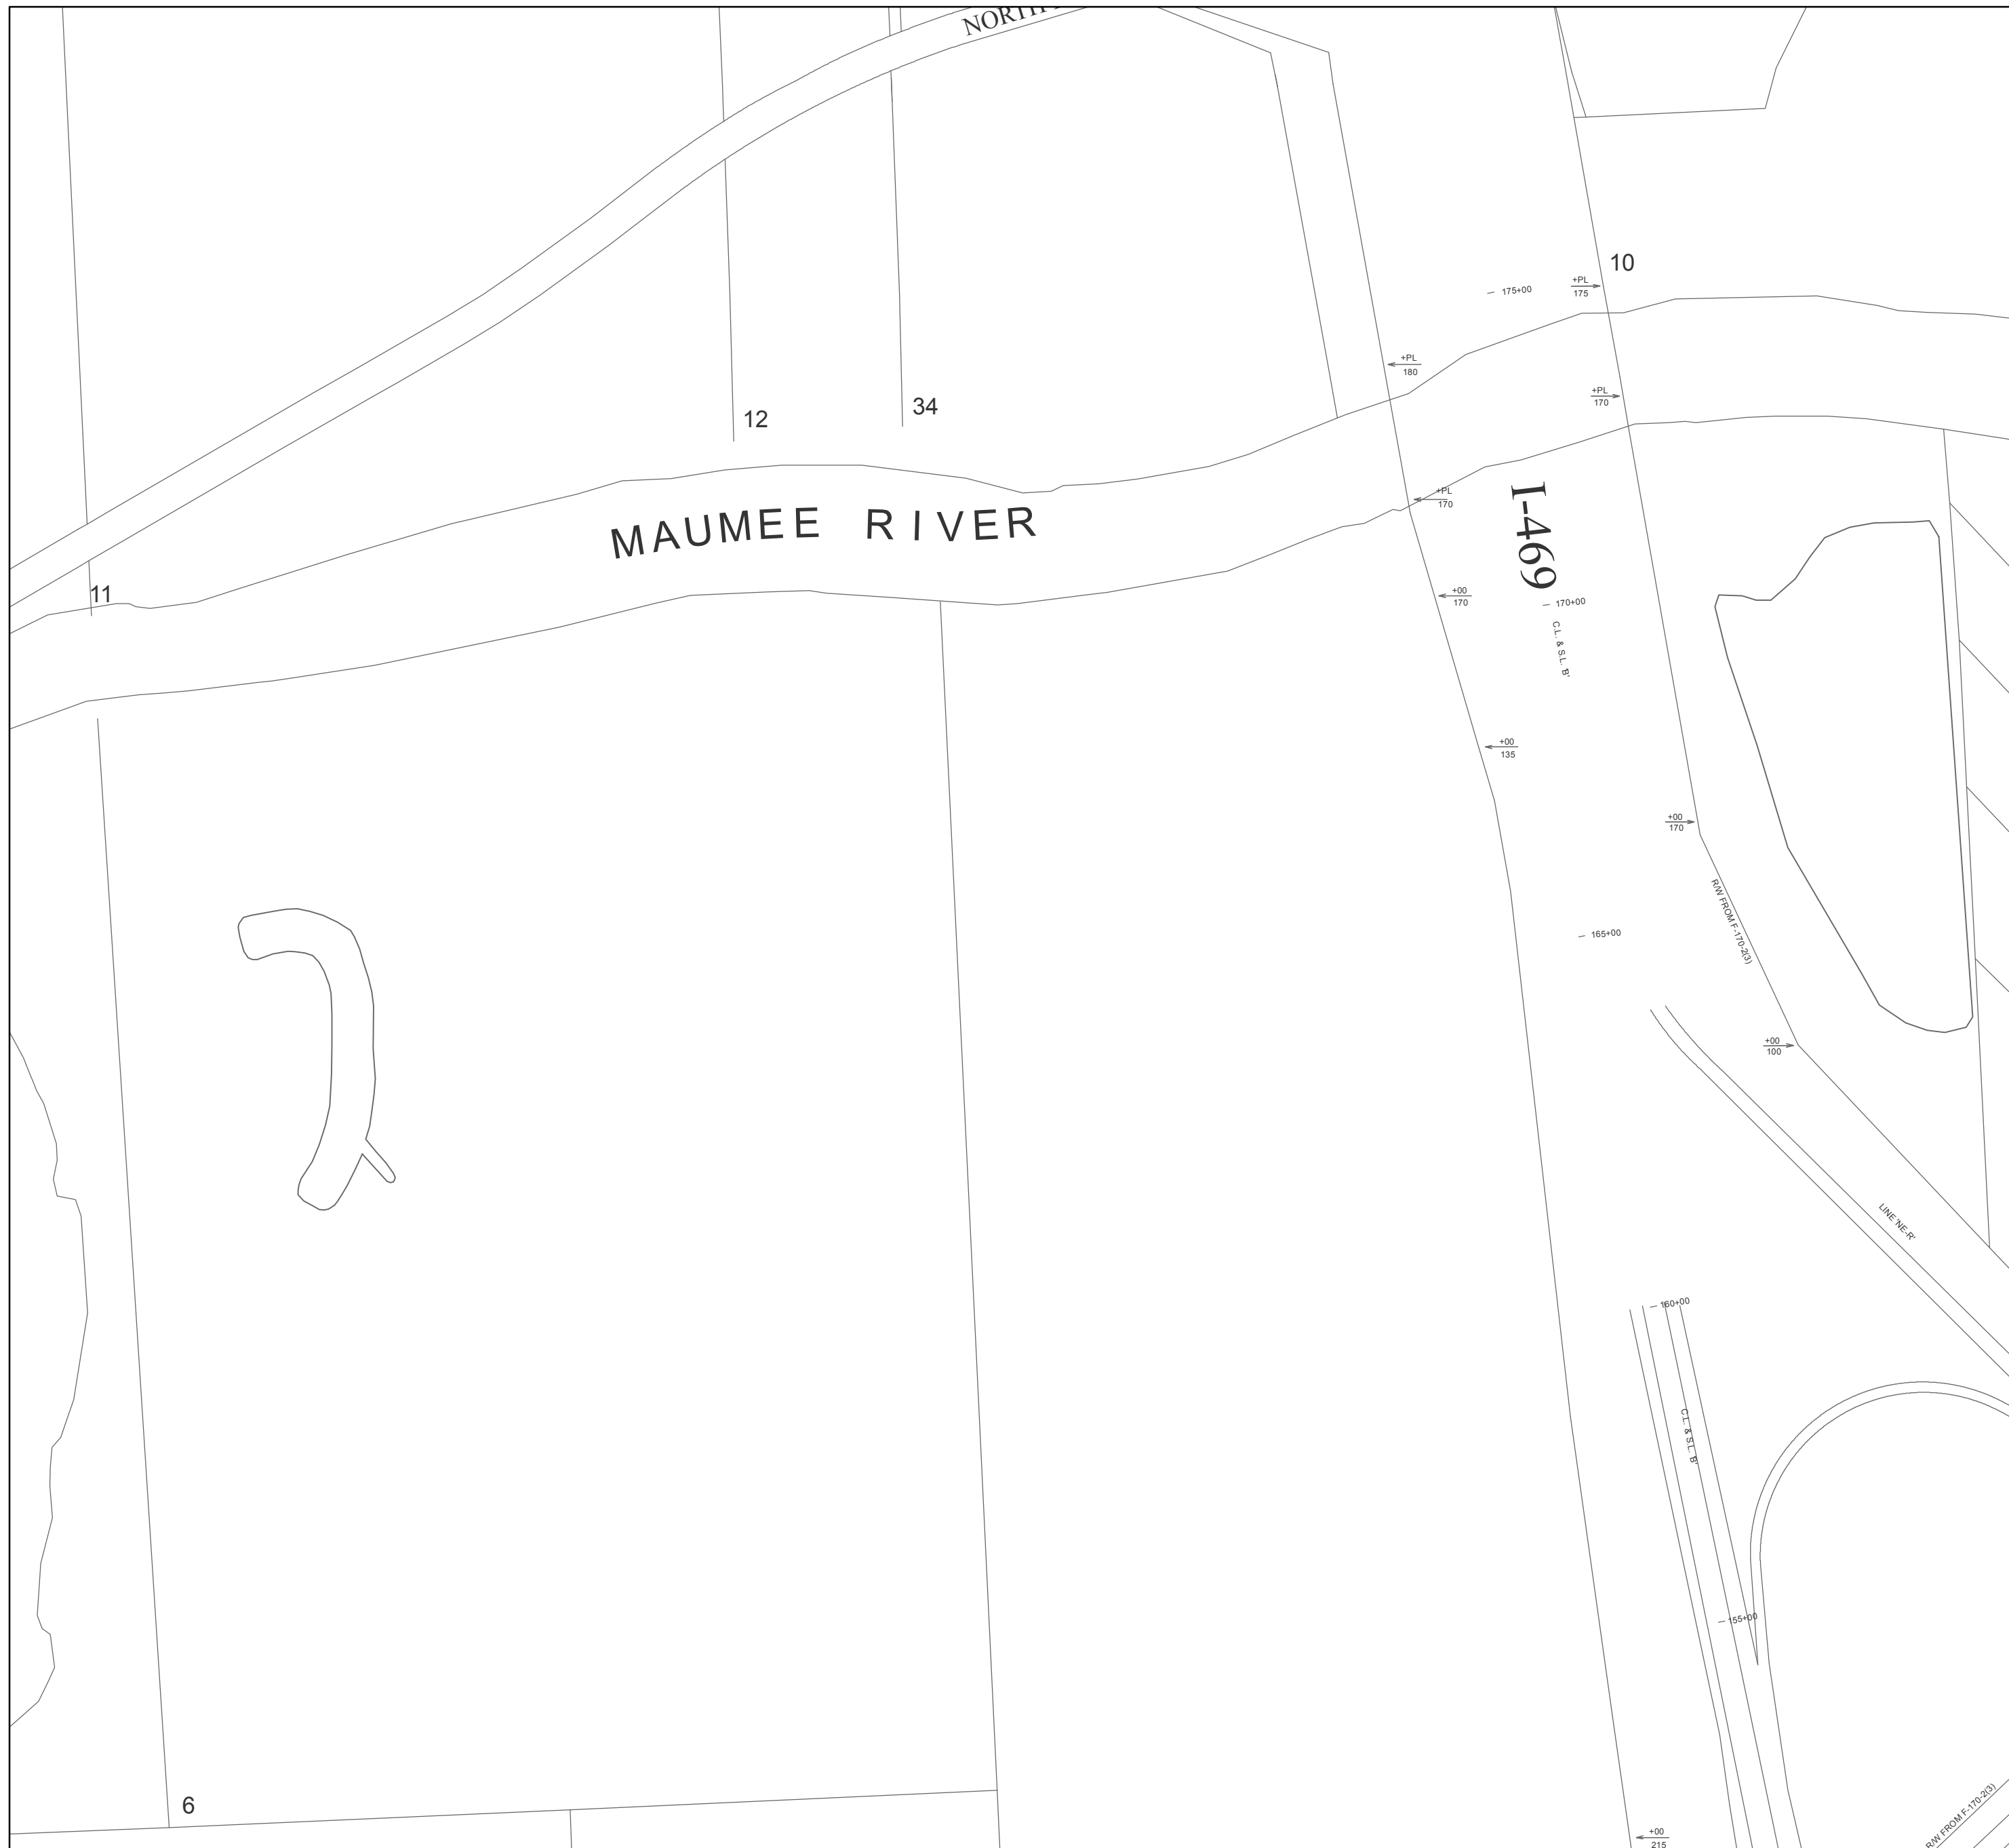 10
+PL
175
— 175+00
+PL
180
+PL
170
12
34
+PL
170
I-469
MAUMEE RIVER
11
+00
170
— 170+00
C.L. & S.L. 'B'
+00
135
+00
170
R/W FROM F-170-2(3)
— 165+00
+00
100
LINE 'NE-R'
— 160+00
C.L. & S.L. 'B'
— 155+00
6
R/W FROM F-170-2(3)
+00
215